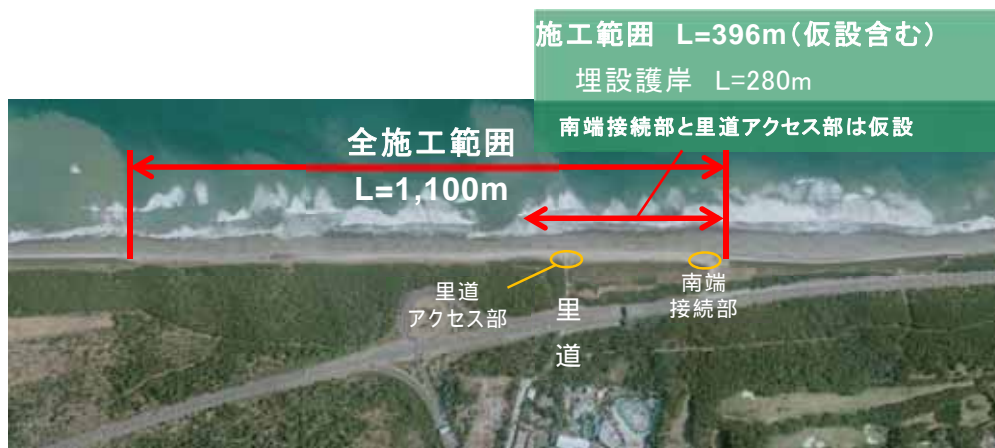 施工範囲 L=396m(仮設含む)
埋設護岸 L=280m
南端接続部と里道アクセス部は仮設
全施工範囲
L=1,100m
里道
アクセス部
里
道
南端
接続部